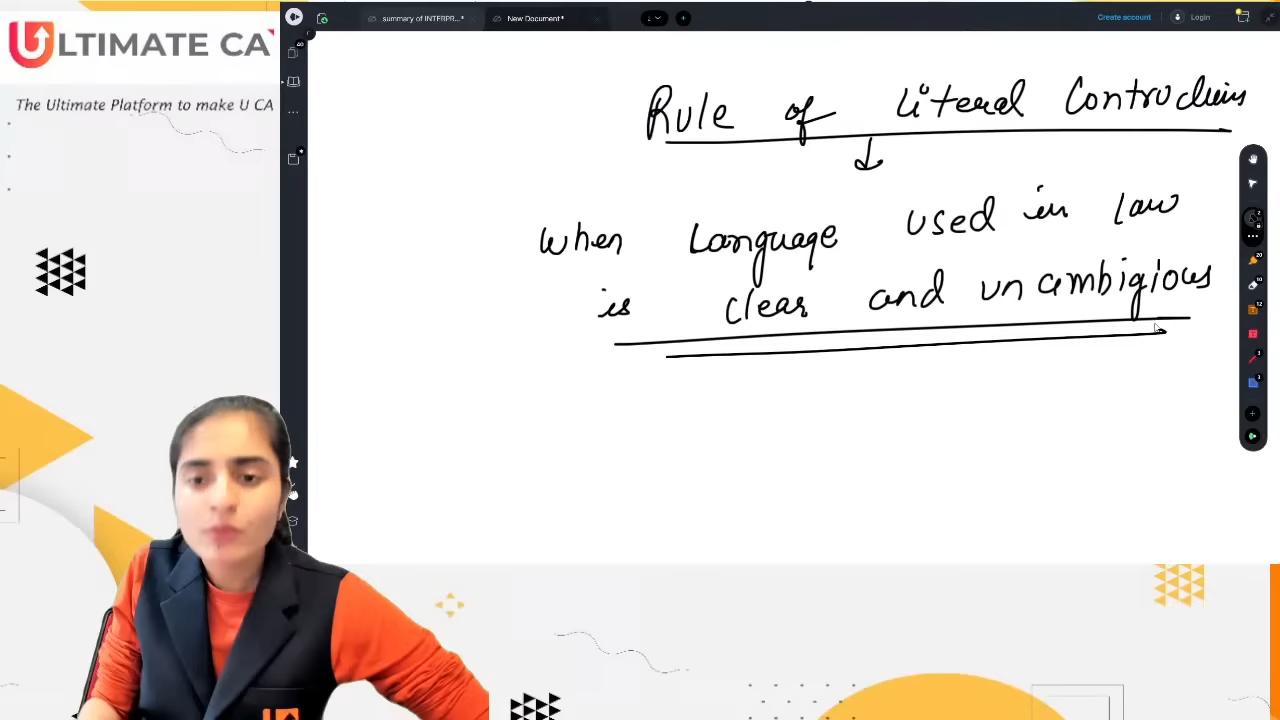 ULTIMATE CA
The Ultimate Platform to make U CA
summary of INTERPR...*
New Document*
Create account
Login
Rule of Literal Contruction
when Language used in law
is clear and unambigious